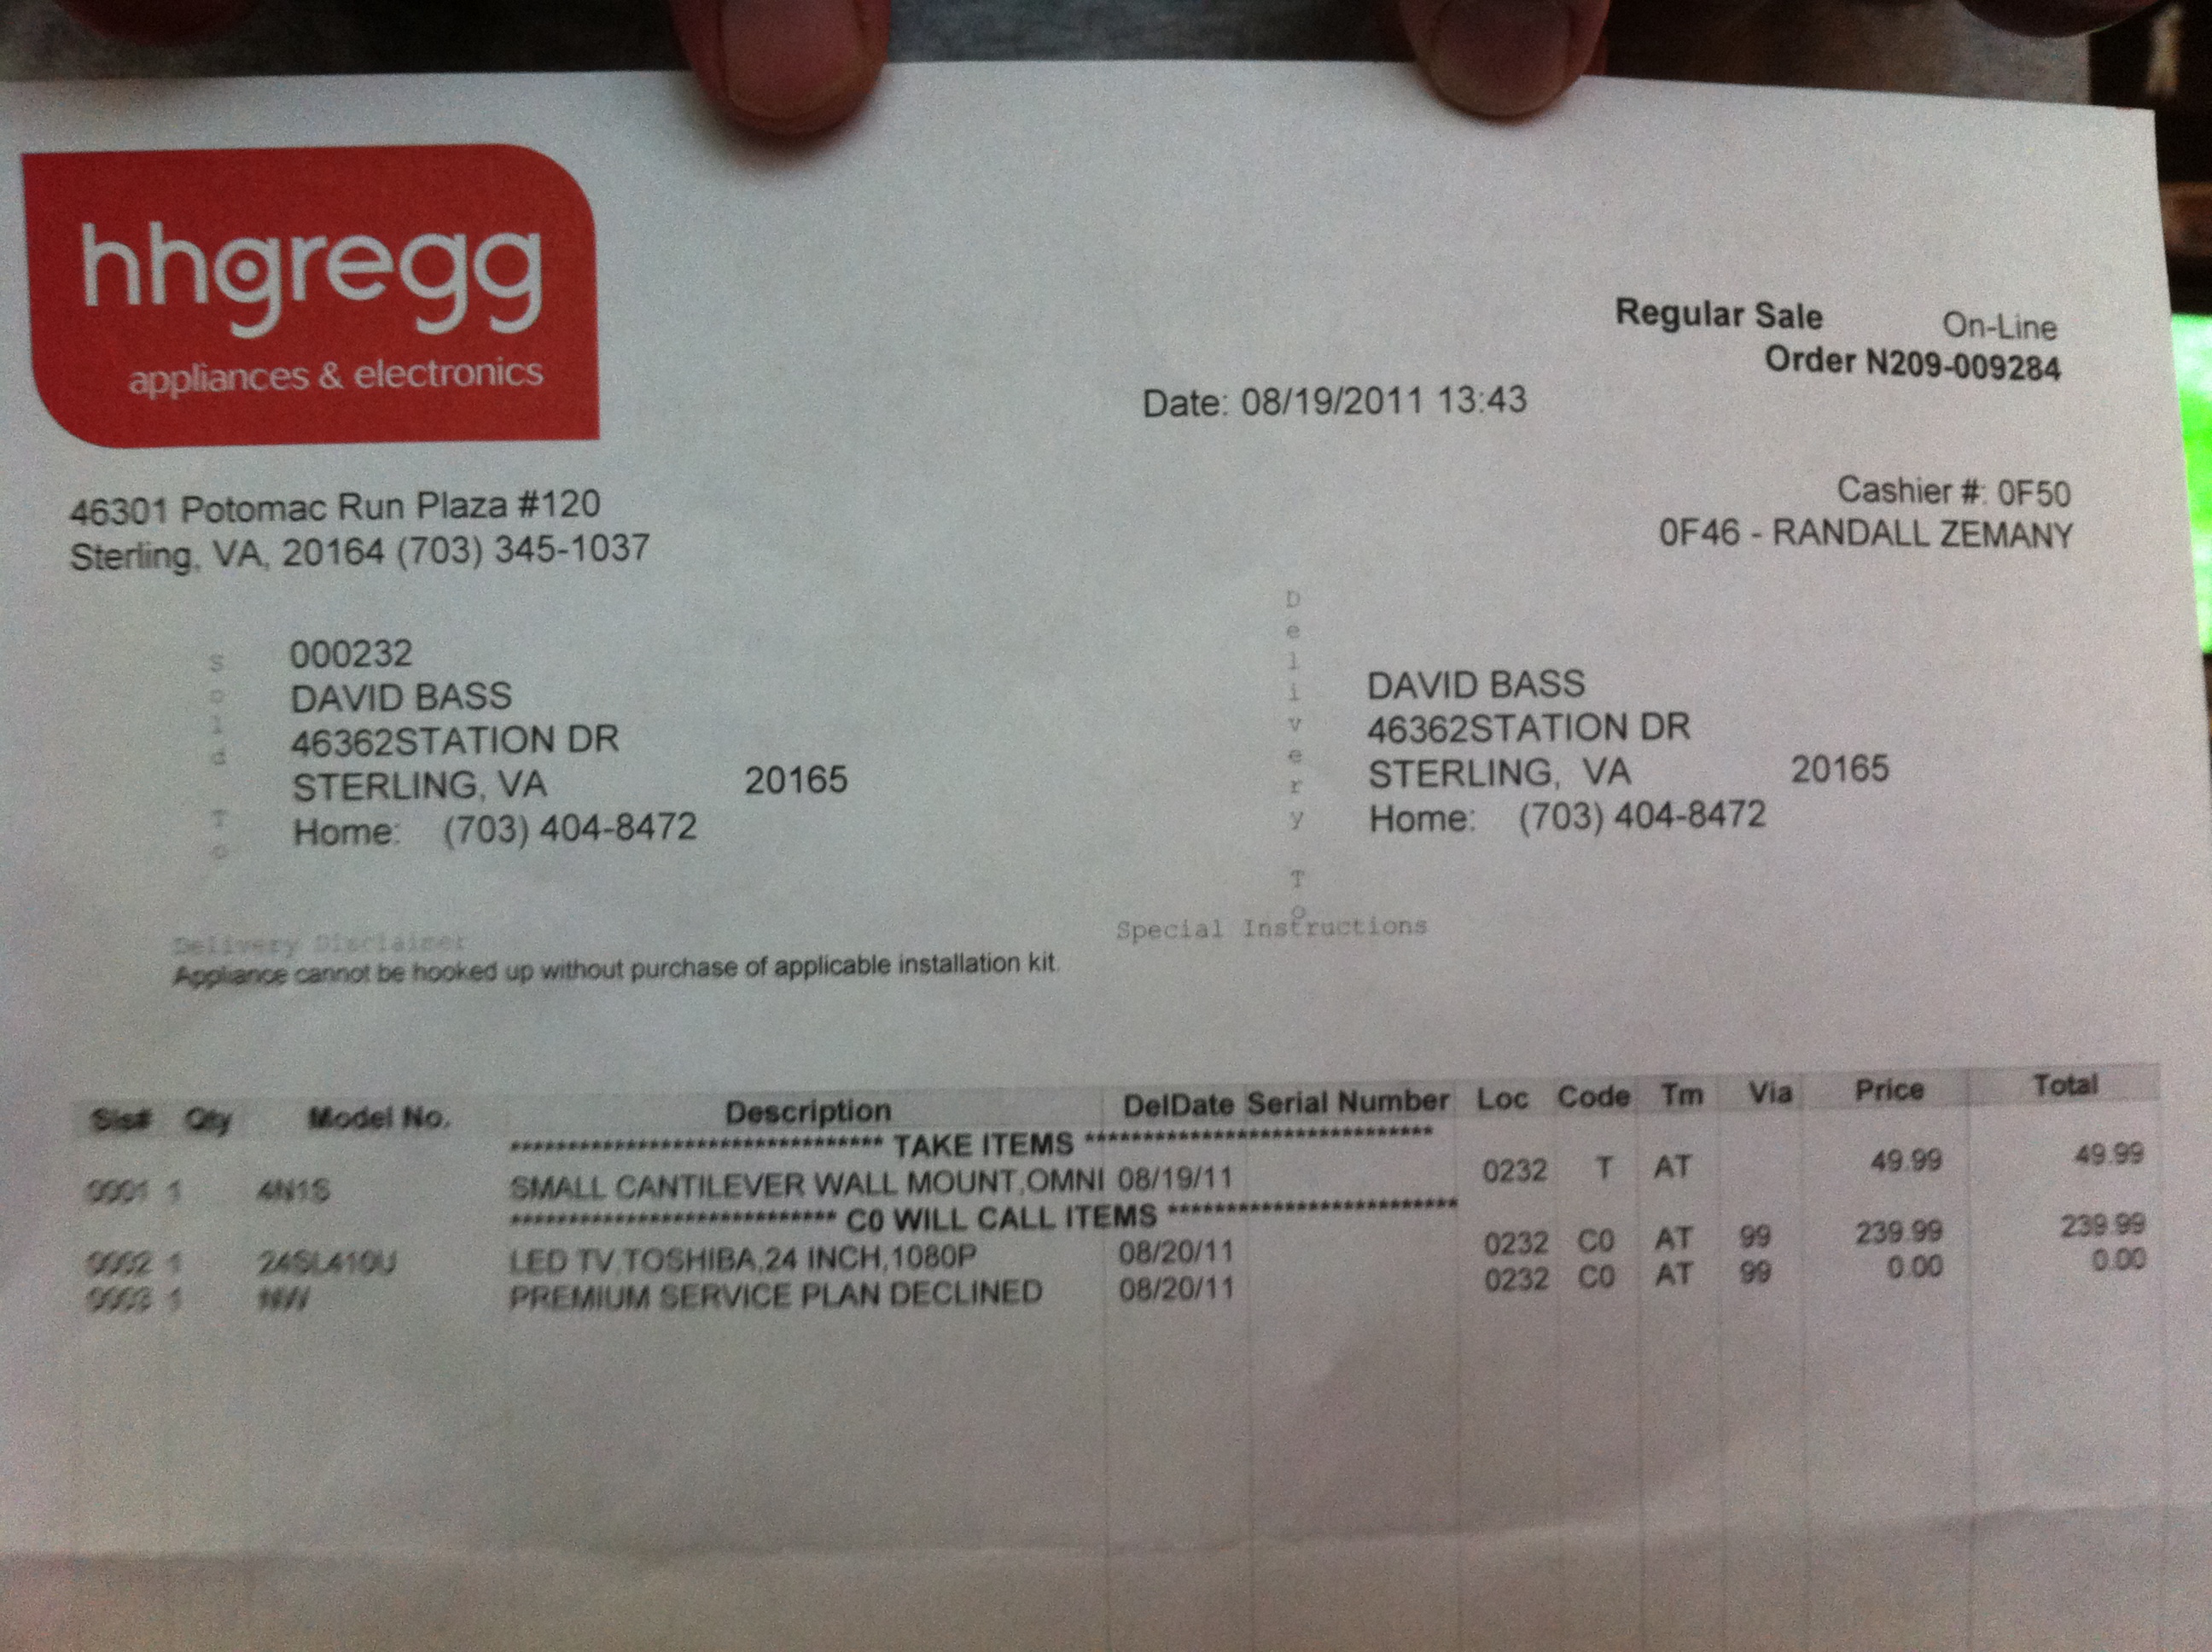 hhgregg
appliances & electronics
Regular Sale On-Line
Order N209-009284
Date: 08/19/2011 13:43
46301 Potomac Run Plaza #120
Sterling, VA, 20164 (703) 345-1037
Cashier #: 0F50
0F46 - RANDALL ZEMANY
Sold To
000232
DAVID BASS
46362STATION DR
STERLING, VA 20165
Home: (703) 404-8472
Delivery To
DAVID BASS
46362STATION DR
STERLING, VA 20165
Home: (703) 404-8472
Delivery Disclaimer
Appliance cannot be hooked up without purchase of applicable installation kit.
Special Instructions
Sls# Qty Model No. Description DelDate Serial Number Loc Code Tm Via Price Total
******************************** TAKE ITEMS ******************************
0001 1 4N1S SMALL CANTILEVER WALL MOUNT,OMNI 08/19/11 0232 T AT 49.99 49.99
**************************** C0 WILL CALL ITEMS *************************
0002 1 24SL410U LED TV,TOSHIBA,24 INCH,1080P 08/20/11 0232 C0 AT 99 239.99 239.99
0003 1 PREMIUM SERVICE PLAN DECLINED 08/20/11 0232 C0 AT 99 0.00 0.00